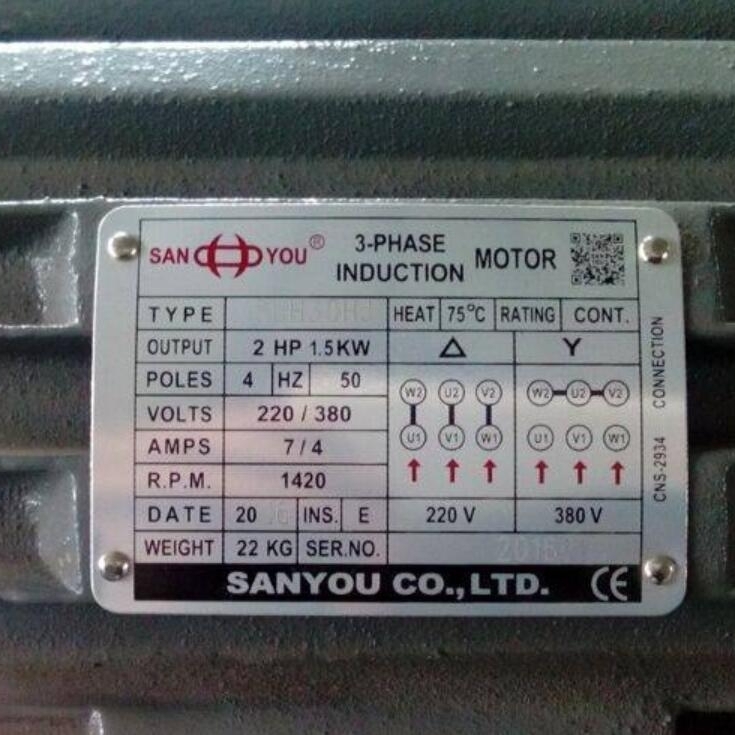 SAN YOU ® 3-PHASE INDUCTION MOTOR
TYPE HEAT 75°C RATING CONT.
OUTPUT 2 HP 1.5KW Δ Y
POLES 4 HZ 50
W2 U2 V2 W2 U2 V2
VOLTS 220 / 380
U1 V1 W1 U1 V1 W1
AMPS 7 / 4
R.P.M. 1420
DATE 20 INS. E 220 V 380 V
WEIGHT 22 KG SER.NO.
SANYOU CO., LTD. CE
CNS-2934 CONNECTION